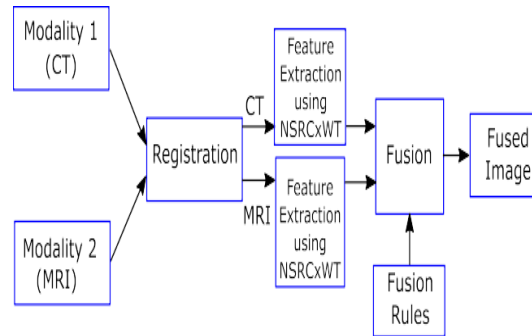 Modality 1
(CT)
Registration
Modality 2
(MRI)
CT
MRI
Feature
Extraction
using
NSRCxWT
Feature
Extraction
using
NSRCxWT
Fusion
Fusion
Rules
Fused
Image